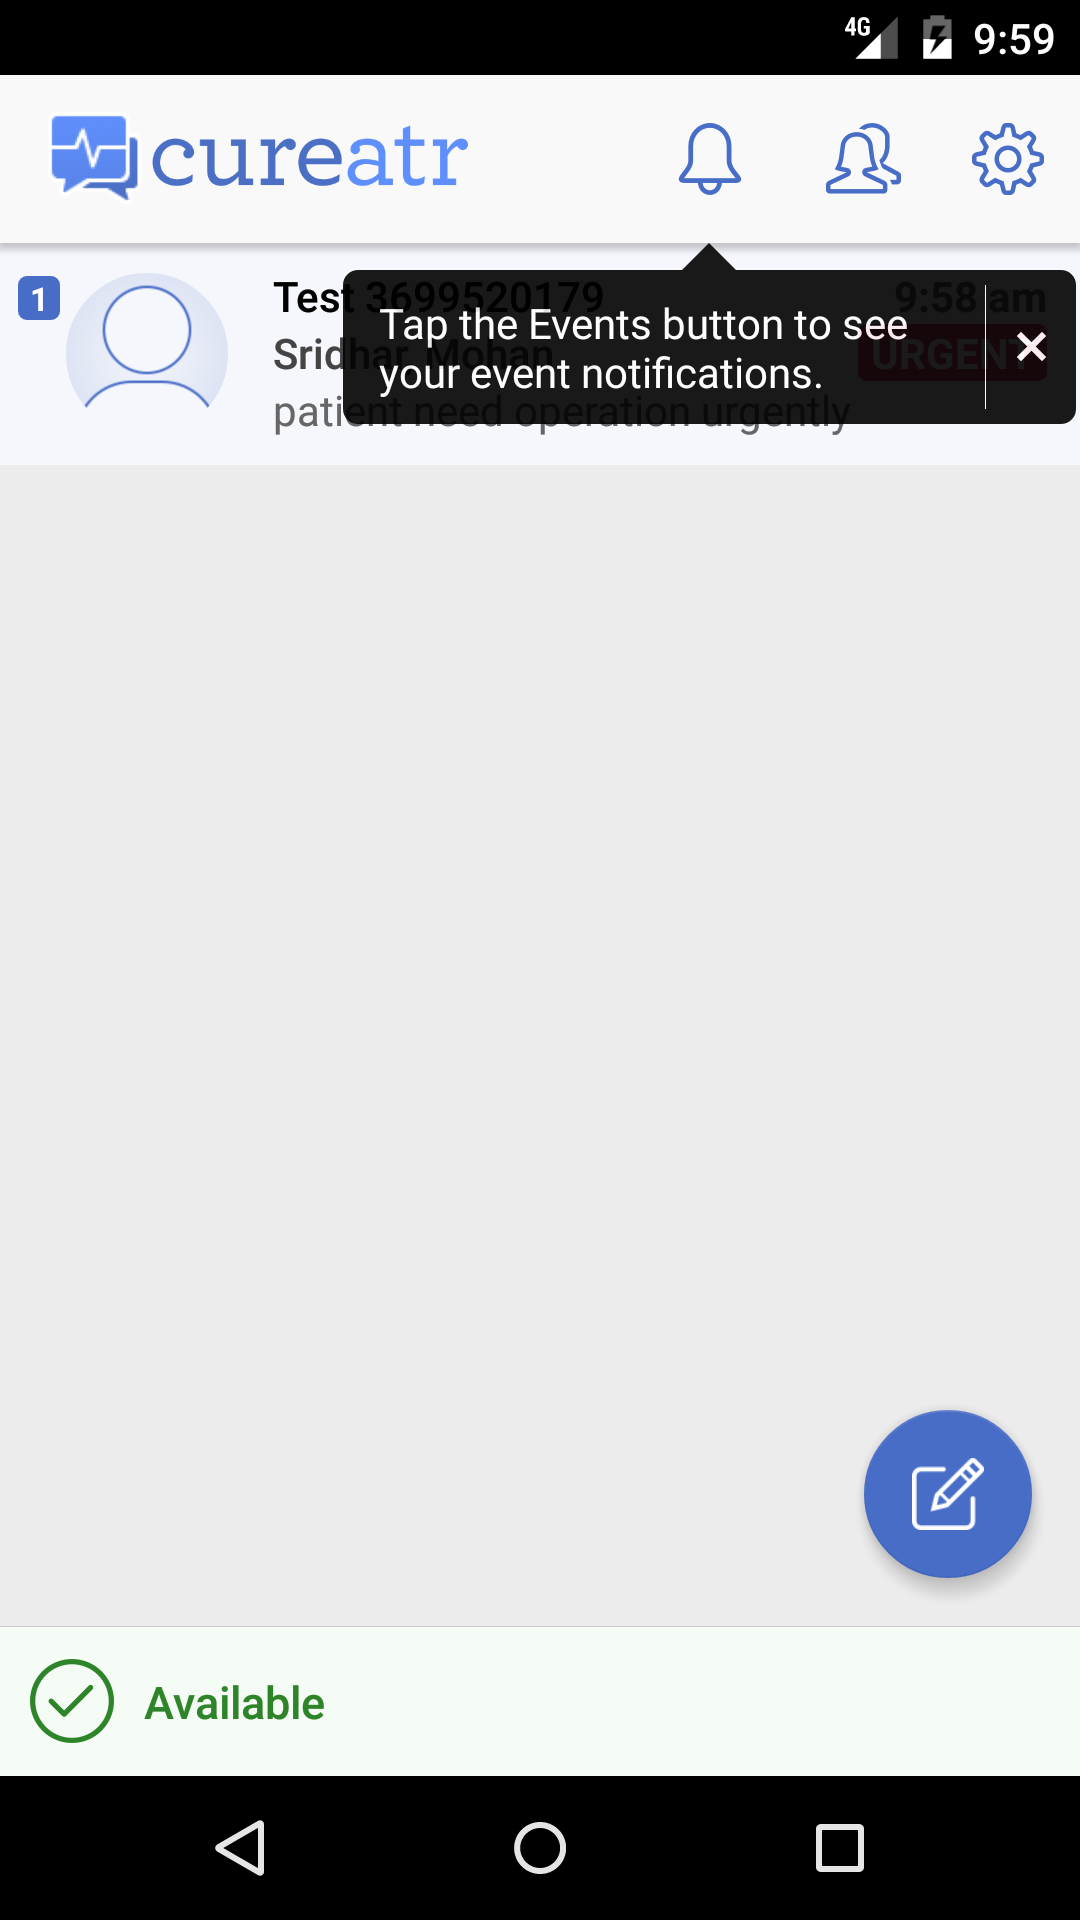 4G 9:59
cureatr
1 Test 3699520179 9:58 am
Tap the Events button to see
your event notifications.
Sridhar, Mohan URGENT
patient need operation urgently
Available